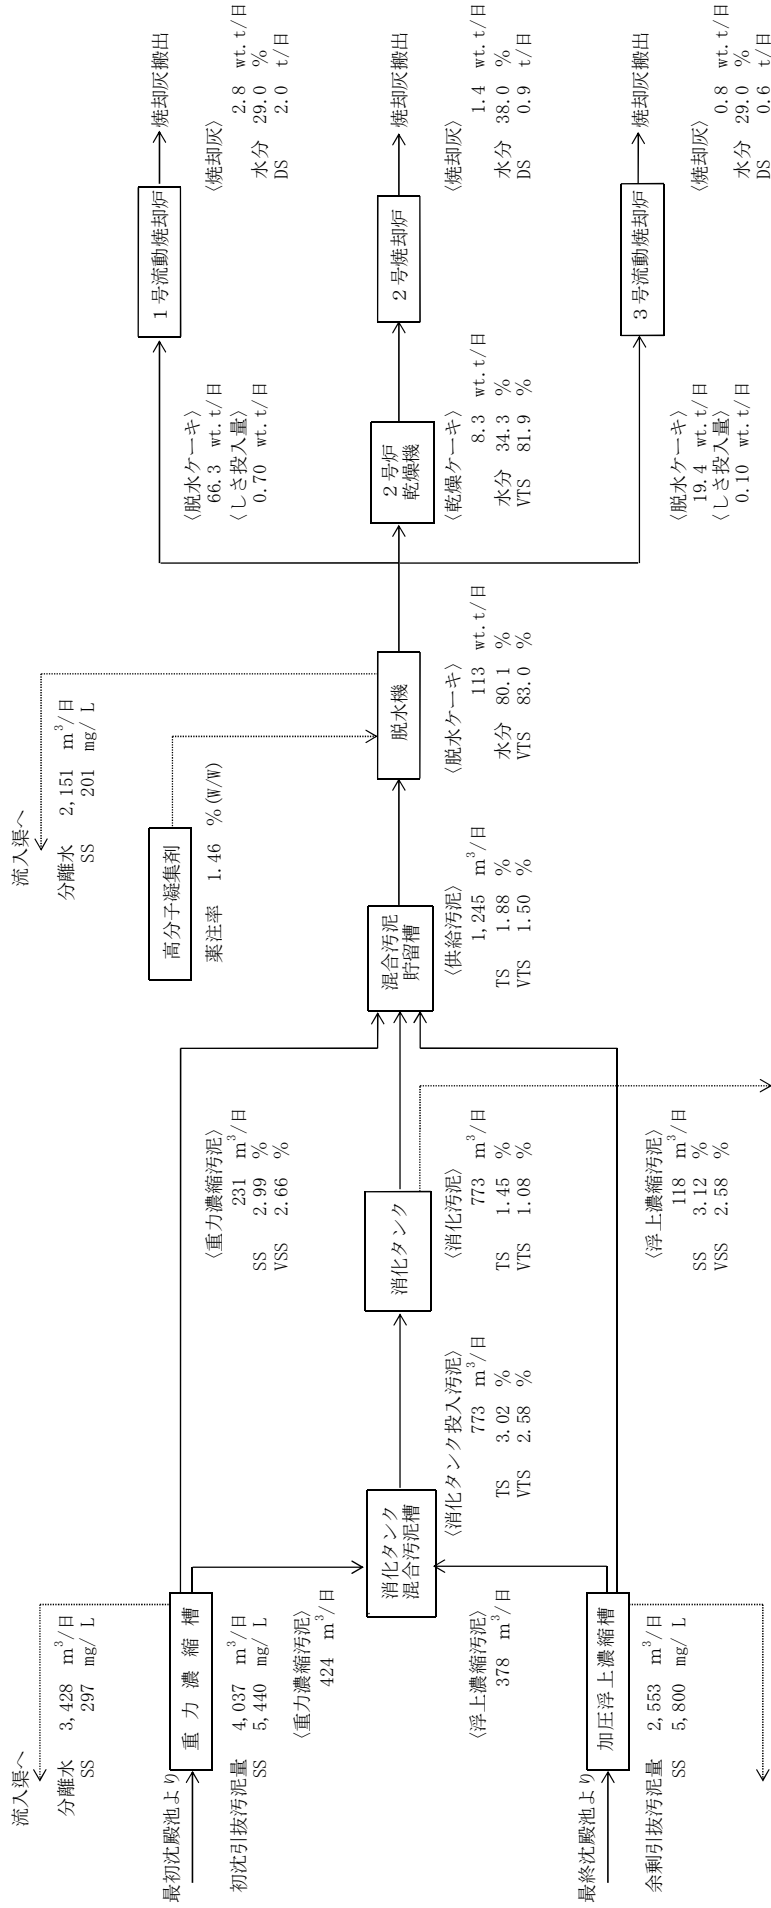 流入渠へ
分離水 3,428 m³/日
SS 297 mg/L
最初沈殿池より
重力濃縮槽
初沈引抜汚泥量 4,037 m³/日
SS 5,440 mg/L
〈重力濃縮汚泥〉
424 m³/日
〈浮上濃縮汚泥〉
378 m³/日
最終沈殿池より
加圧浮上濃縮槽
余剰引抜汚泥量 2,553 m³/日
SS 5,800 mg/L
消化タンク
混合汚泥槽
〈消化タンク投入汚泥〉
773 m³/日
TS 3.02 %
VTS 2.58 %
〈重力濃縮汚泥〉
231 m³/日
SS 2.99 %
VSS 2.66 %
消化タンク
〈消化汚泥〉
773 m³/日
TS 1.45 %
VTS 1.08 %
〈浮上濃縮汚泥〉
118 m³/日
SS 3.12 %
VSS 2.58 %
流入渠へ
分離水 2,151 m³/日
SS 201 mg/L
高分子凝集剤
薬注率 1.46 %(W/W)
混合汚泥
貯留槽
〈供給汚泥〉
1,245 m³/日
TS 1.88 %
VTS 1.50 %
脱水機
〈脱水ケーキ〉
113 wt.t/日
水分 80.1 %
VTS 83.0 %
〈脱水ケーキ〉
66.3 wt.t/日
〈しさ投入量〉
0.70 wt.t/日
2号炉
乾燥機
〈乾燥ケーキ〉
8.3 wt.t/日
水分 34.3 %
VTS 81.9 %
〈脱水ケーキ〉
19.4 wt.t/日
〈しさ投入量〉
0.10 wt.t/日
1号流動焼却炉
焼却灰搬出
〈焼却灰〉
2.8 wt.t/日
水分 29.0 %
DS 2.0 t/日
2号焼却炉
焼却灰搬出
〈焼却灰〉
1.4 wt.t/日
水分 38.0 %
DS 0.9 t/日
3号流動焼却炉
焼却灰搬出
〈焼却灰〉
0.8 wt.t/日
水分 29.0 %
DS 0.6 t/日